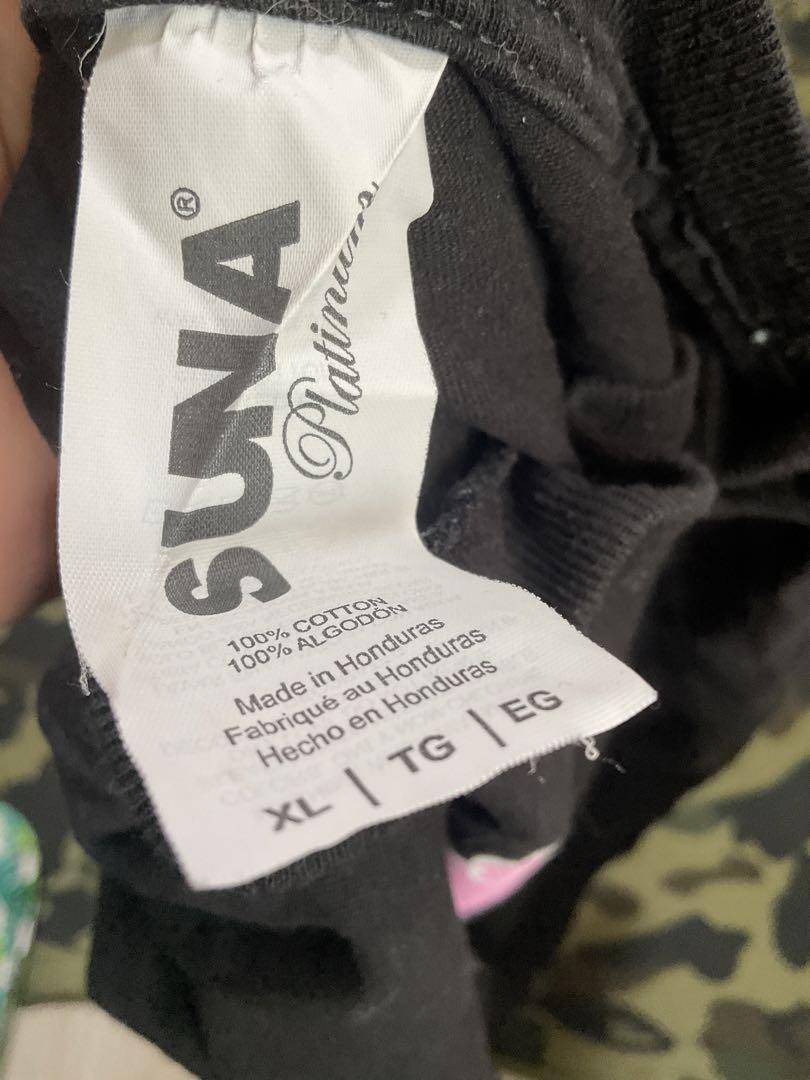 SUNA®
Platinum
100% COTTON
100% ALGODÓN
Made in Honduras
Fabriqué au Honduras
Hecho en Honduras
XL | TG | EG